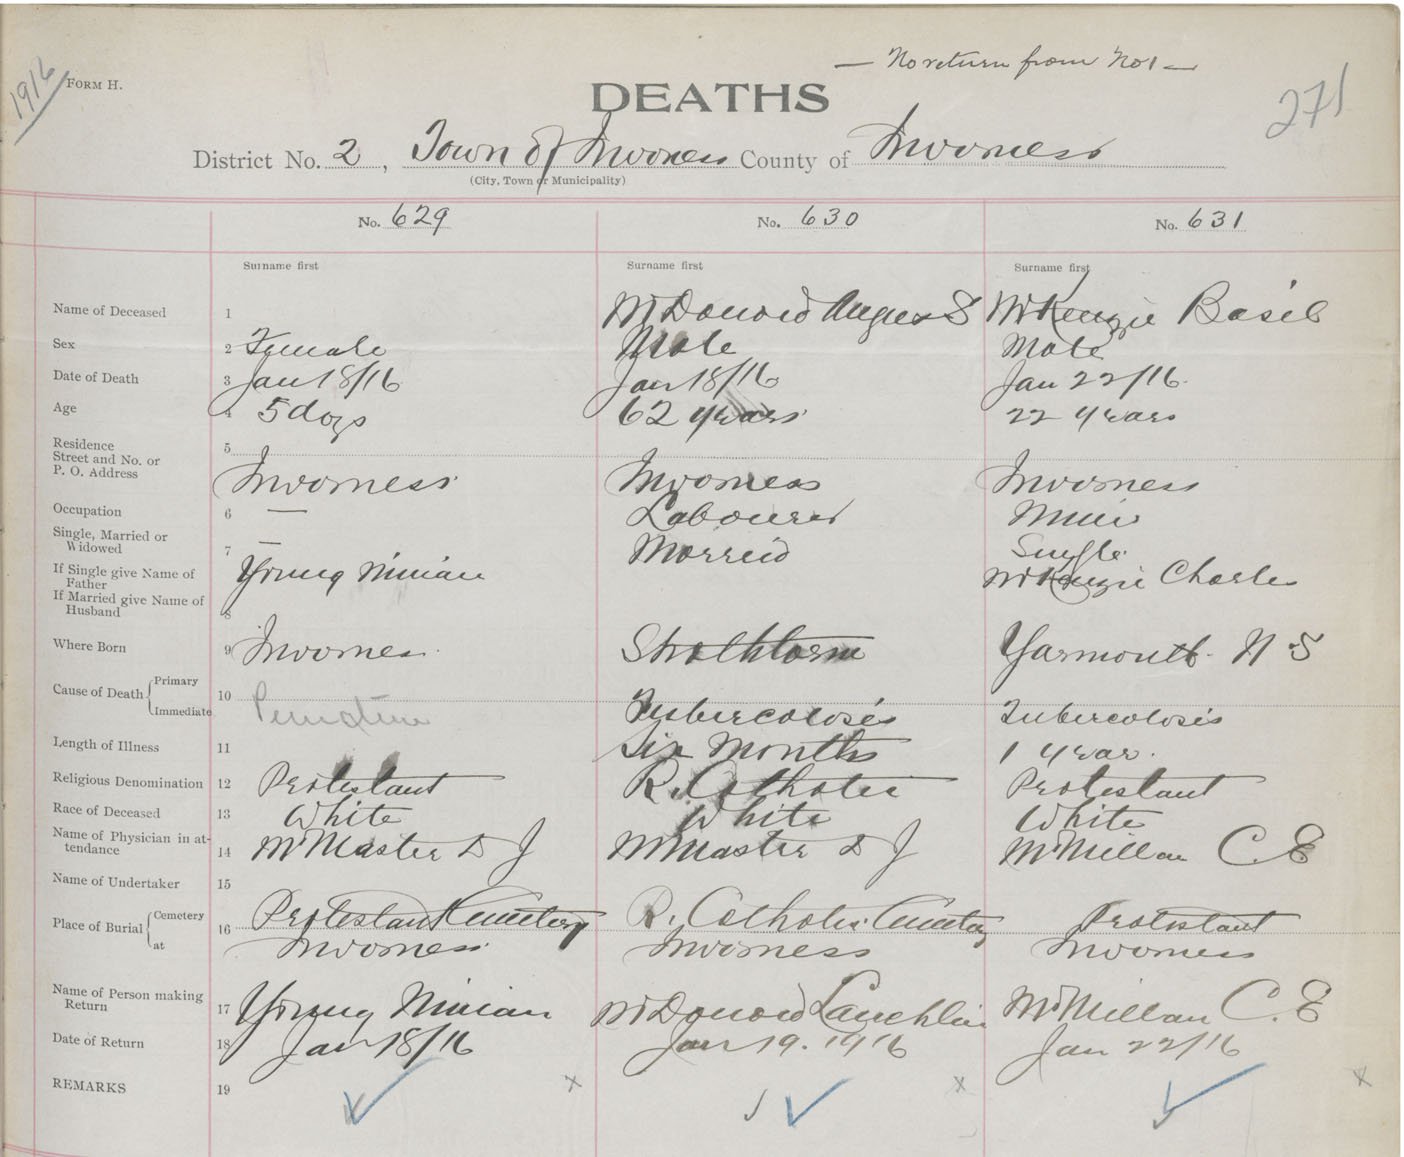 1916
FORM H.
— No return from No 1 —
DEATHS
271
District No. 2, Town of Inverness County of Inverness
(City, Town or Municipality)
No. 629 No. 630 No. 631
Surname first Surname first Surname first
Name of Deceased 1 McDonald Angus S McKenzie Basil
Sex 2 Female Male Male
Date of Death 3 Jan 18/16 Jan 18/16 Jan 22/16
Age 4 5 days 62 years 22 years
Residence
Street and No. or
P. O. Address 5 Inverness Inverness Inverness
Occupation 6 — Labourer Miner
Single, Married or
Widowed 7 — Married Single
If Single give Name of
Father Young Ninian McKenzie Charles
If Married give Name of
Husband 8
Where Born 9 Inverness Strathlorne Yarmouth N S
Cause of Death Primary 10
Immediate Premature Tubercolosis Tubercolosis
Length of Illness 11 Six Months 1 year
Religious Denomination 12 Protestant R. Catholic Protestant
Race of Deceased 13 White White White
Name of Physician in at-
tendance 14 McMaster D J McMaster D J McMillan C. E
Name of Undertaker 15
Place of Burial Cemetery 16 Protestant Cemetery R. Catholic Cemetery Protestant
at Inverness Inverness Inverness
Name of Person making
Return 17 Young Ninian McDonald Lauchlin McMillan C. E
Date of Return 18 Jan 18/16 Jan 19. 1916 Jan 22/16
REMARKS 19 x x x